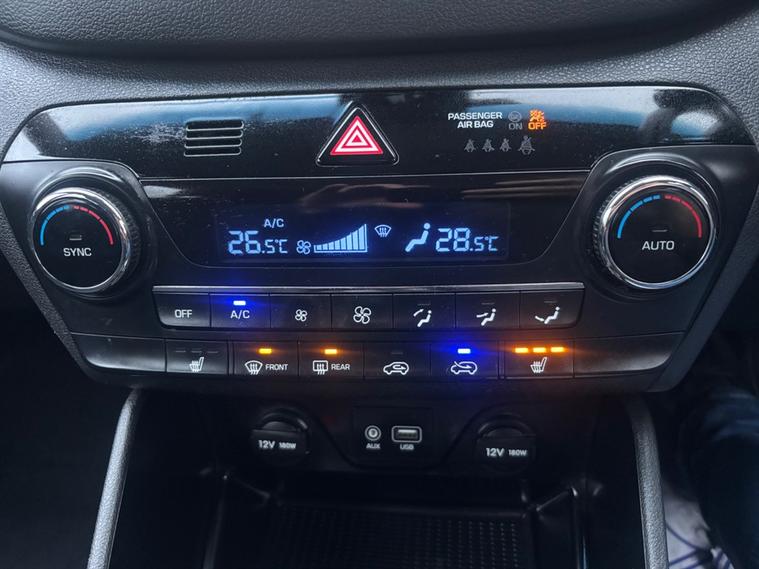 PASSENGER
AIR BAG ON OFF
A/C
26.5°C 28.5°C
SYNC
AUTO
OFF A/C
FRONT REAR
12V 180W AUX USB 12V 180W